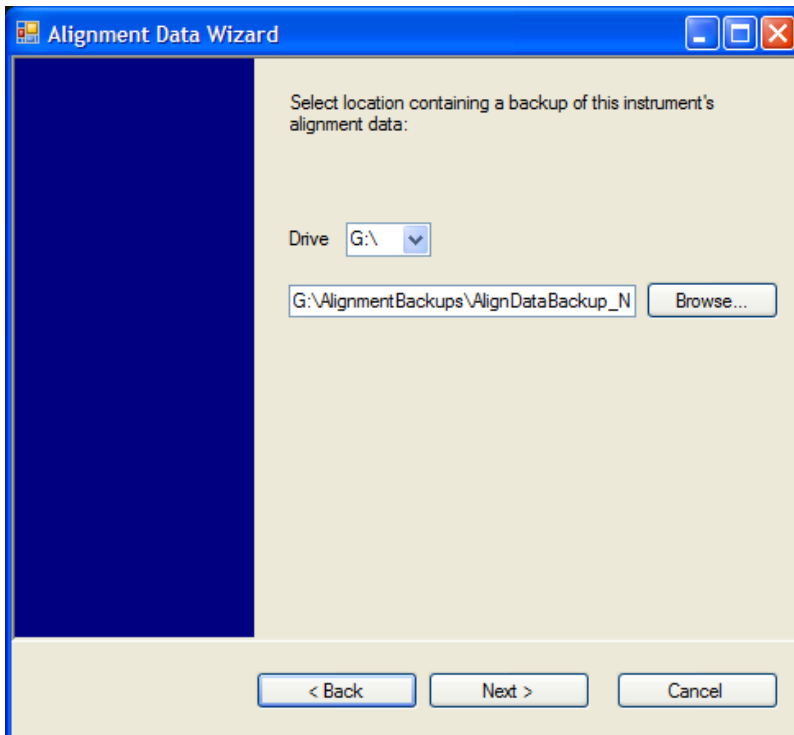 Alignment Data Wizard
Select location containing a backup of this instrument's
alignment data:
Drive G:\
G:\AlignmentBackups\AlignDataBackup_N Browse...
< Back Next > Cancel